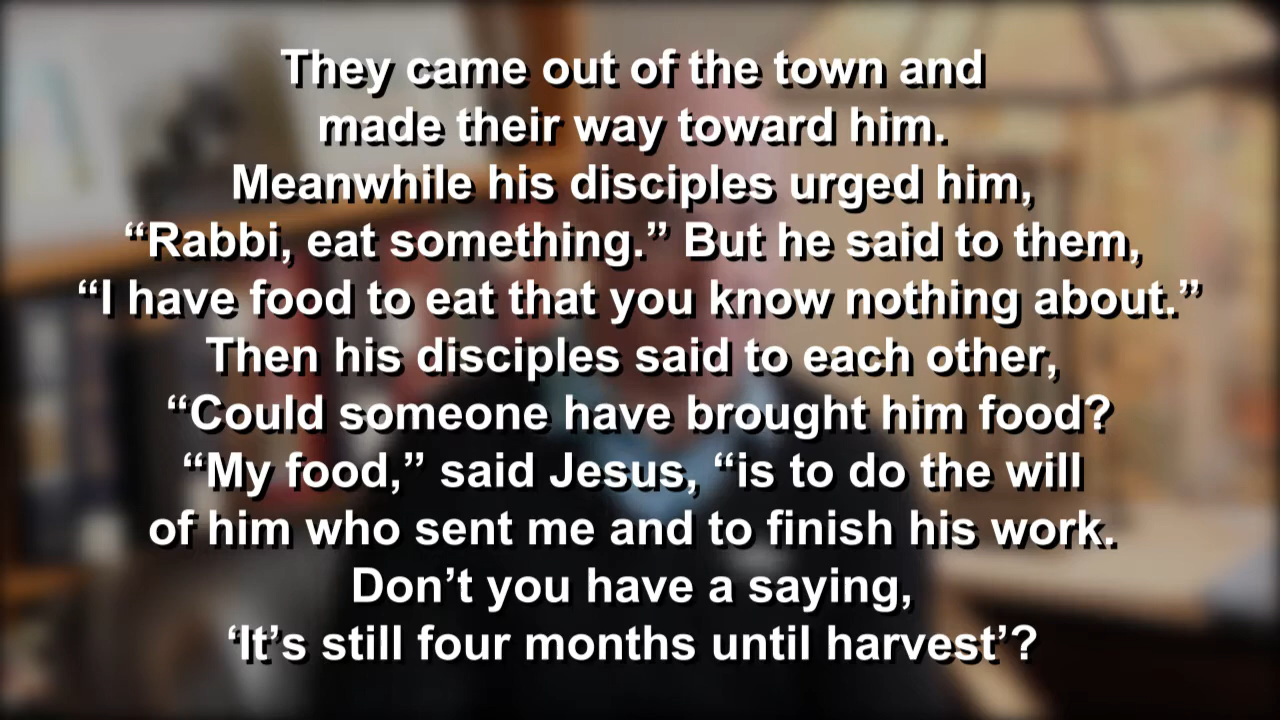 They came out of the town and
made their way toward him.
Meanwhile his disciples urged him,
“Rabbi, eat something.” But he said to them,
“I have food to eat that you know nothing about.”
Then his disciples said to each other,
“Could someone have brought him food?
“My food,” said Jesus, “is to do the will
of him who sent me and to finish his work.
Don’t you have a saying,
‘It’s still four months until harvest’?